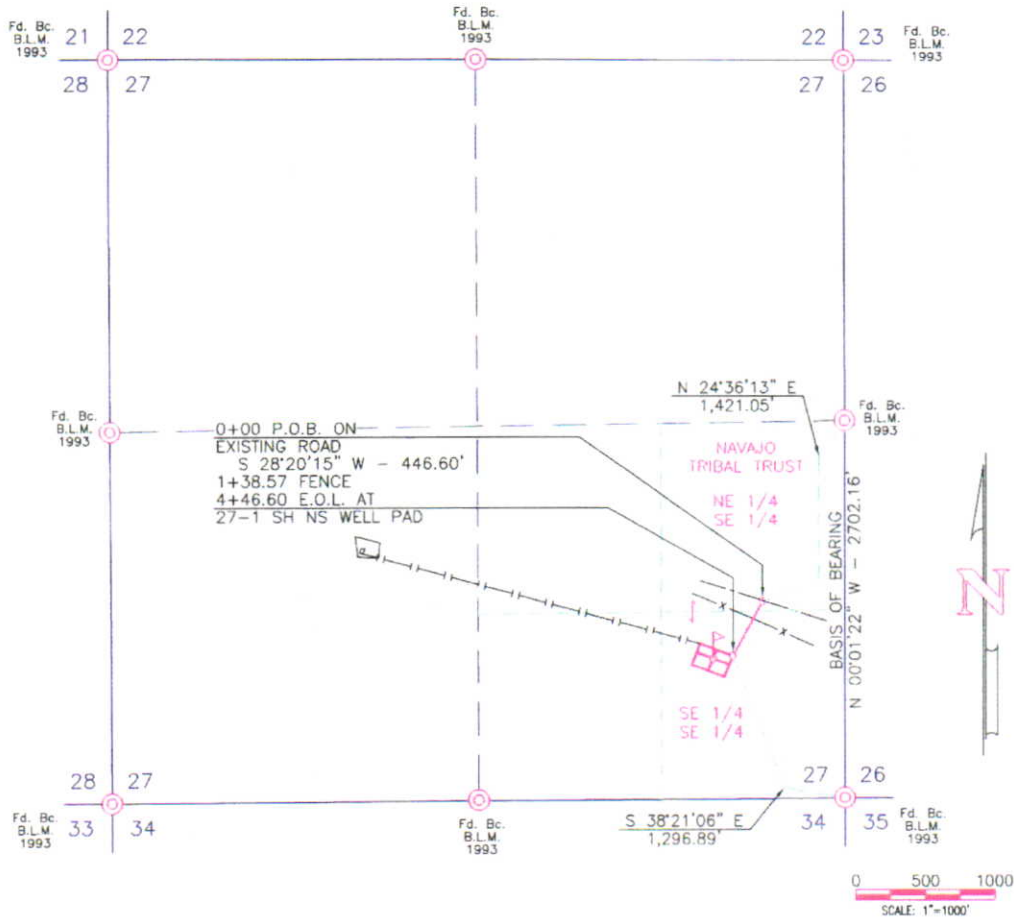 Fd. Bc.
B.L.M.
1993
21 22
28 27
Fd. Bc.
B.L.M.
1993
22 23
27 26
Fd. Bc.
B.L.M.
1993
Fd. Bc.
B.L.M.
1993
0+00 P.O.B. ON
EXISTING ROAD
S 28°20'15" W - 446.60'
1+38.57 FENCE
4+46.60 E.O.L. AT
27-1 SH NS WELL PAD
N 24°36'13" E
1,421.05'
Fd. Bc.
B.L.M.
1993
NAVAJO
TRIBAL TRUST
NE 1/4
SE 1/4
BASIS OF BEARING
N 00°01'22" W - 2702.16'
N
SE 1/4
SE 1/4
28 27
33 34
Fd. Bc.
B.L.M.
1993
Fd. Bc.
B.L.M.
1993
S 38°21'06" E
1,296.89'
27 26
34 35
Fd. Bc.
B.L.M.
1993
0 500 1000
SCALE: 1"=1000'